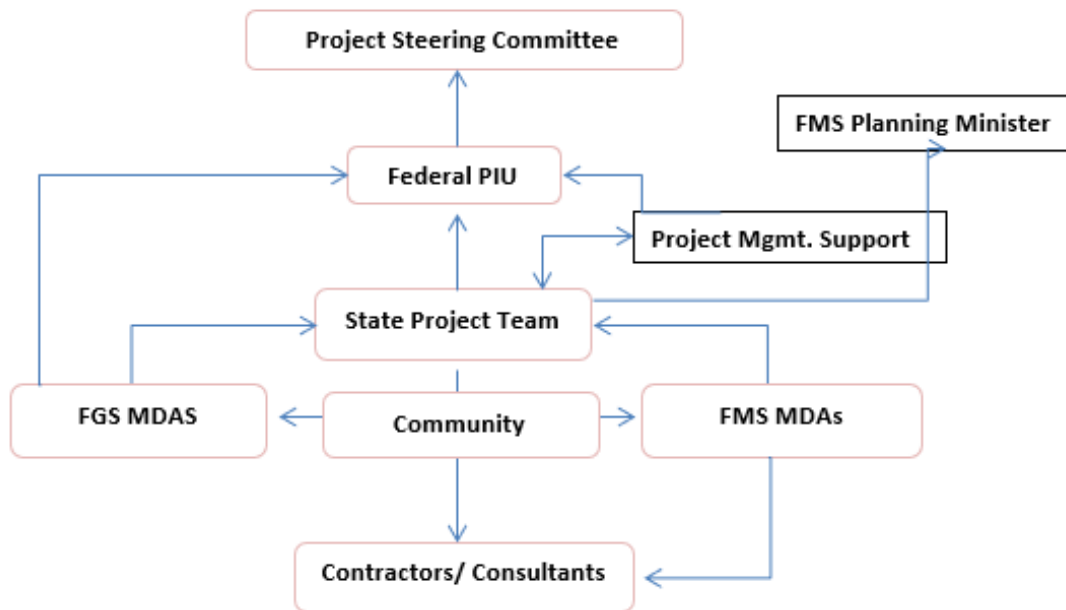 Project Steering Committee
FMS Planning Minister
Federal PIU
Project Mgmt. Support
State Project Team
FGS MDAS
Community
FMS MDAs
Contractors/ Consultants